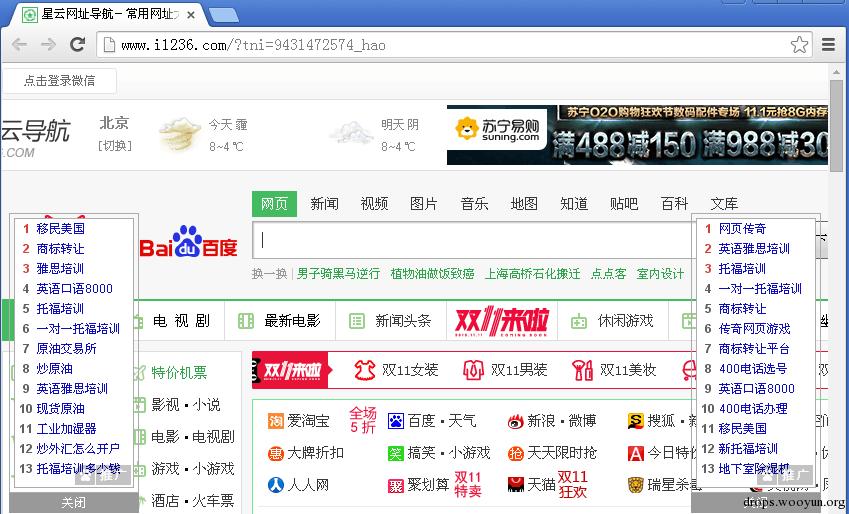 星云网址导航 – 常用网址
www.i1236.com/?tni=9431472574_hao
点击登录微信
云导航
.COM
北京
[切换]
今天 霾
8~4℃
明天 阴
8~4℃
苏宁易购
suning.com
苏宁O2O购物狂欢节数码配件专场 11.1元抢8G内存
满488减150 满988减30
网页 新闻 视频 图片 音乐 地图 知道 贴吧 百科 文库
Bai du 百度
换一换 | 男子骑黑马逆行 植物油做饭致癌 上海高桥石化搬迁 点点客 室内设计
1 移民美国
2 商标转让
3 雅思培训
4 英语口语8000
5 托福培训
6 一对一托福培训
7 原油交易所
8 炒原油
9 英语雅思培训
10 现货原油
11 工业加湿器
12 炒外汇怎么开户
13 托福培训多少钱
推广
关闭
1 网页传奇
2 英语雅思培训
3 托福培训
4 一对一托福培训
5 商标转让
6 传奇网页游戏
7 商标转让平台
8 400电话选号
9 英语口语8000
10 400电话办理
11 移民美国
12 新托福培训
13 地下室除湿机
推广
电视剧 最新电影 新闻头条 双11来啦 休闲游戏
特价机票
影视 · 小说
电影 · 电视剧
游戏 · 小游戏
酒店 · 火车票
双11来啦 双11女装 双11男装 双11美妆
爱淘宝 全场5折 百度 · 天气 新浪 · 微博 搜狐 · 新
大牌折扣 搞笑 · 小游戏 天天限时抢 今日特价
人人网 聚划算 双11特卖 天猫 双11狂欢 瑞星杀毒
drops.wooyun.org